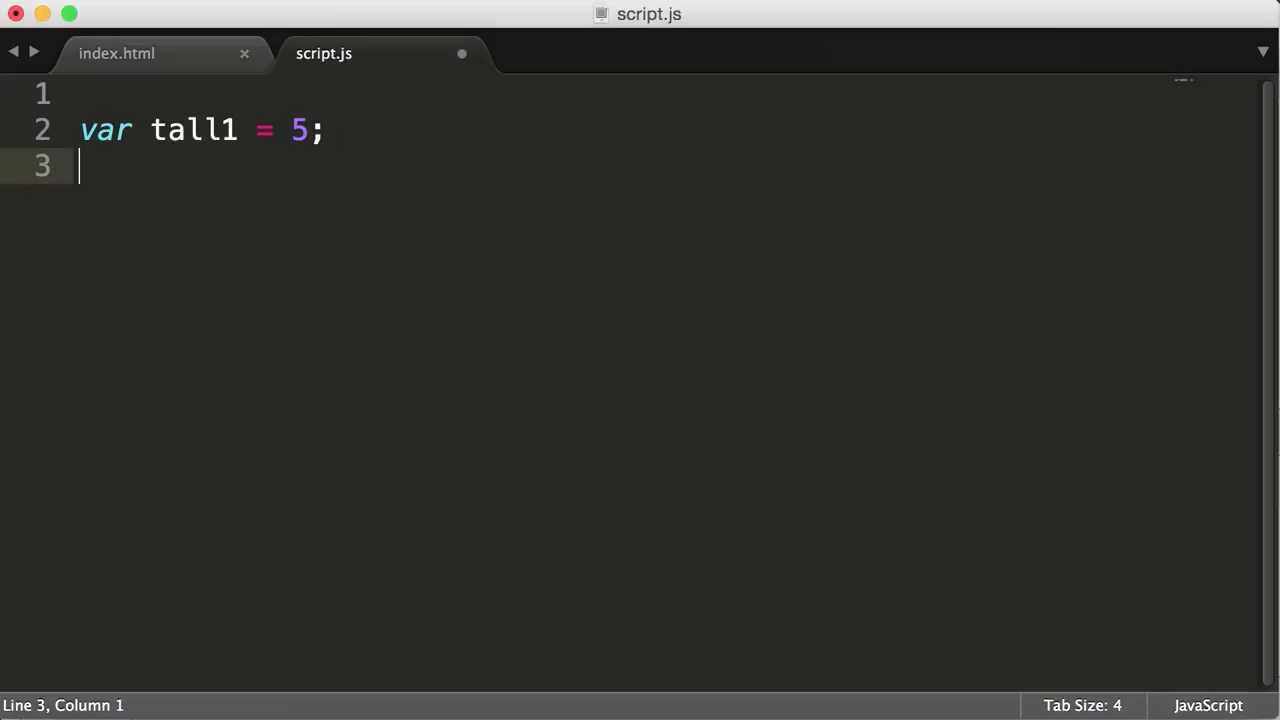 script.js
index.html × script.js
1
2 var tall1 = 5;
3
Line 3, Column 1 Tab Size: 4 JavaScript